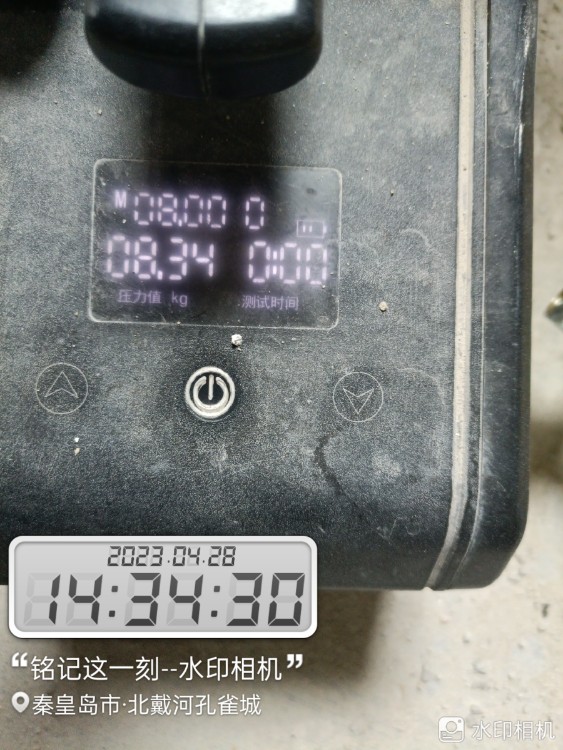 M08.00 0
08.34 0:00
压力值 kg 测试时间
2023.04.28
14:34:30
“铭记这一刻--水印相机”
秦皇岛市·北戴河孔雀城
水印相机